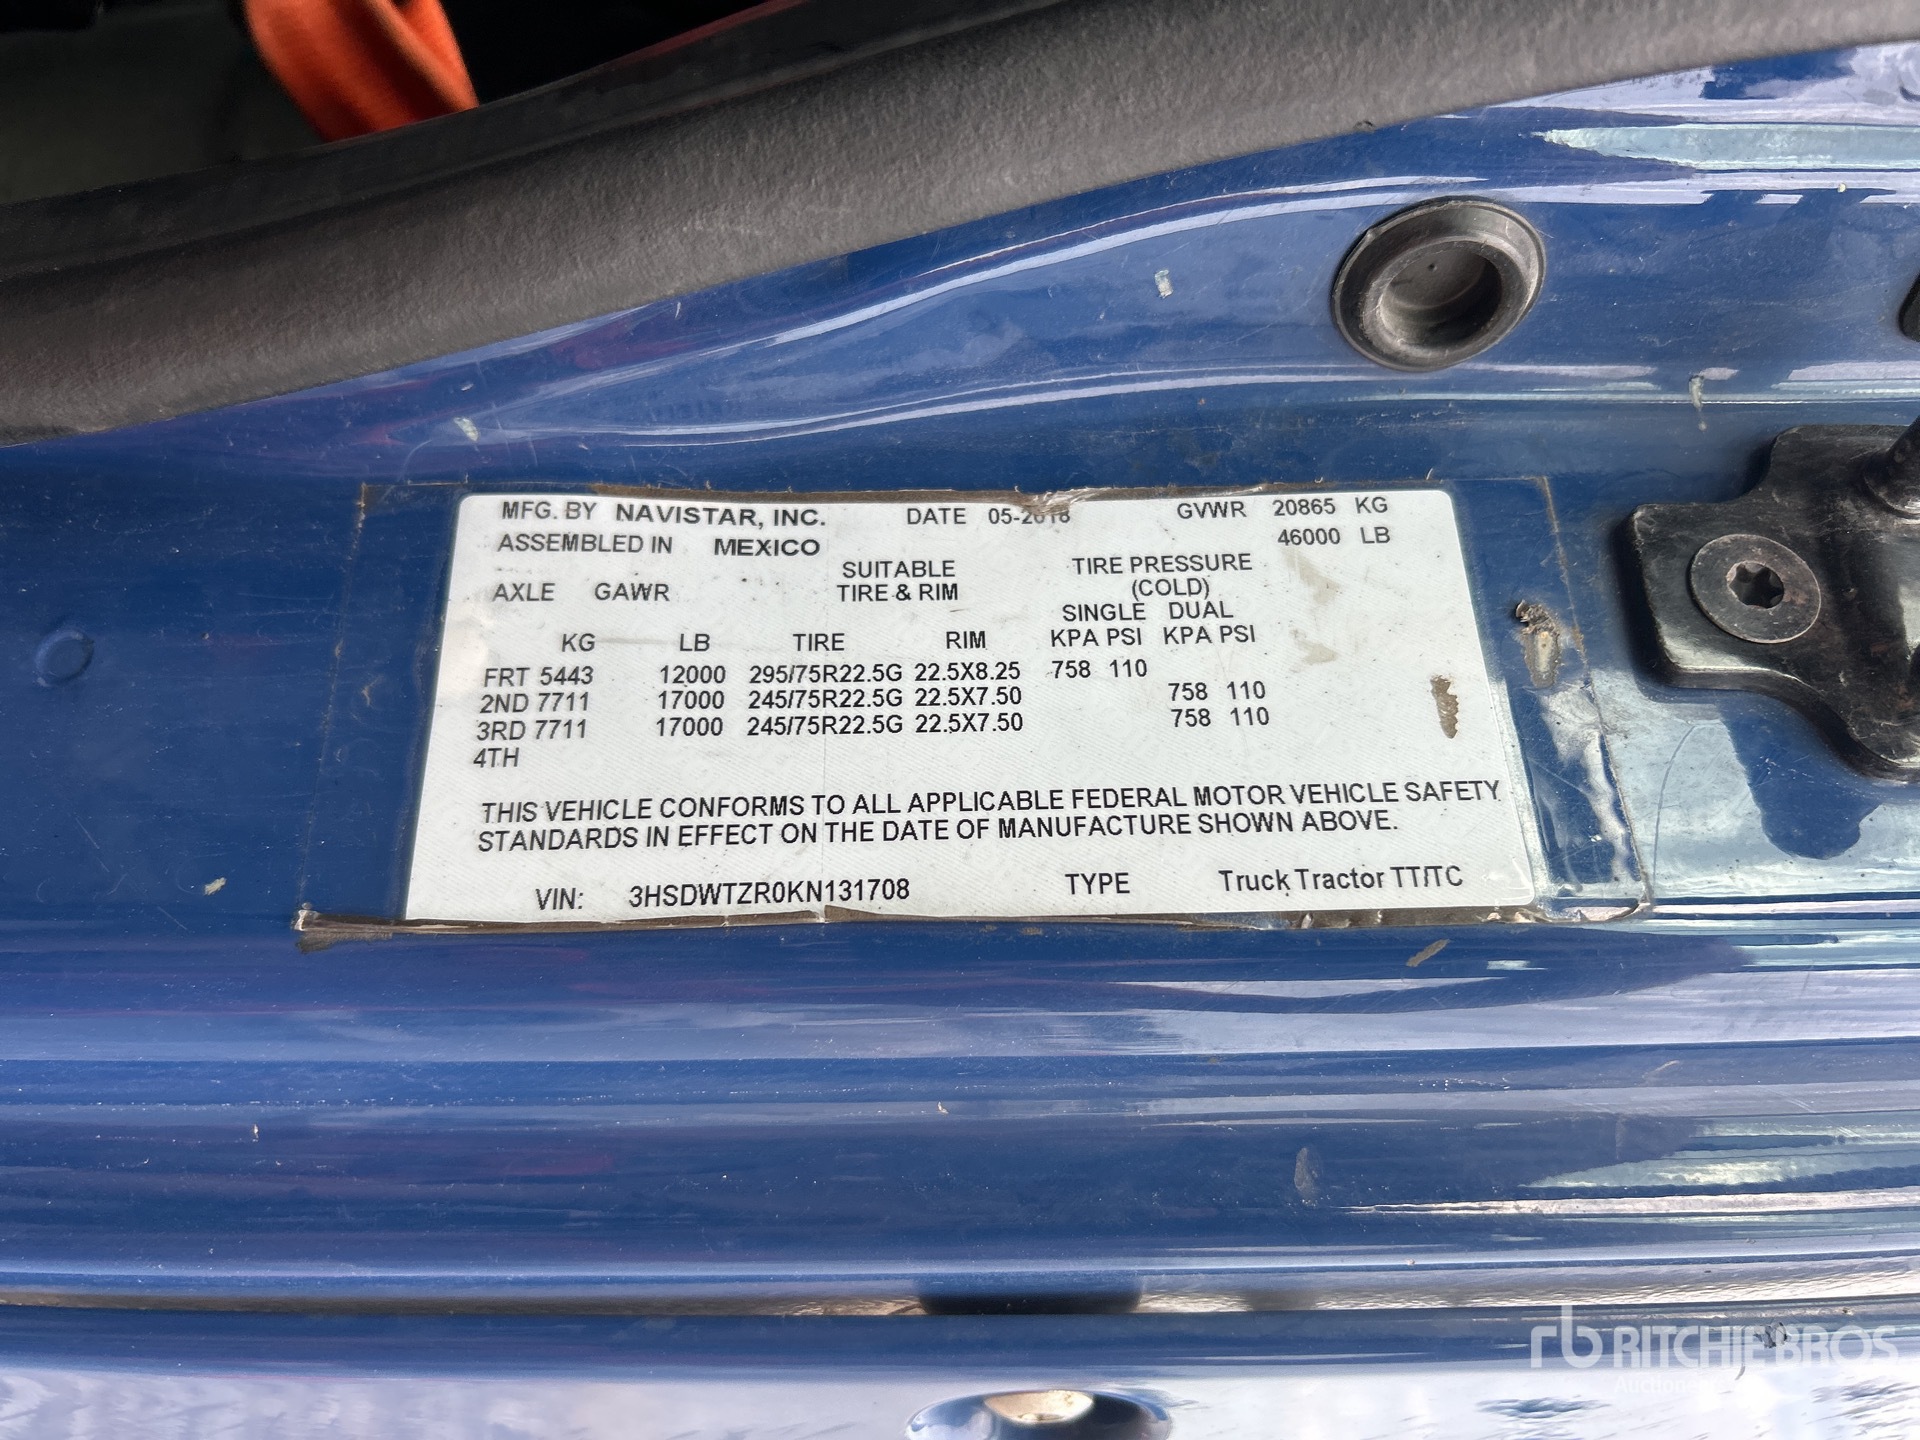 MFG. BY NAVISTAR, INC. DATE 05-2018 GVWR 20865 KG
ASSEMBLED IN MEXICO 46000 LB
SUITABLE TIRE PRESSURE
AXLE GAWR TIRE & RIM (COLD)
SINGLE DUAL
KG LB TIRE RIM KPA PSI KPA PSI
FRT 5443 12000 295/75R22.5G 22.5X8.25 758 110
2ND 7711 17000 245/75R22.5G 22.5X7.50 758 110
3RD 7711 17000 245/75R22.5G 22.5X7.50 758 110
4TH
THIS VEHICLE CONFORMS TO ALL APPLICABLE FEDERAL MOTOR VEHICLE SAFETY
STANDARDS IN EFFECT ON THE DATE OF MANUFACTURE SHOWN ABOVE.
VIN: 3HSDWTZR0KN131708 TYPE Truck Tractor TT/TC
rb RITCHIE BROS